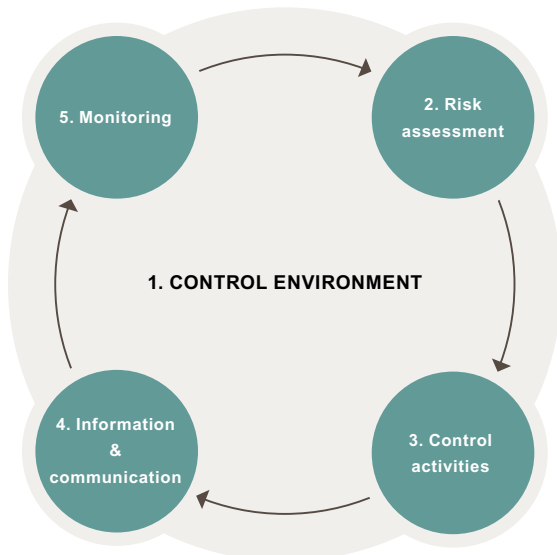 5. Monitoring
2. Risk
assessment
1. CONTROL ENVIRONMENT
4. Information
&
communication
3. Control
activities